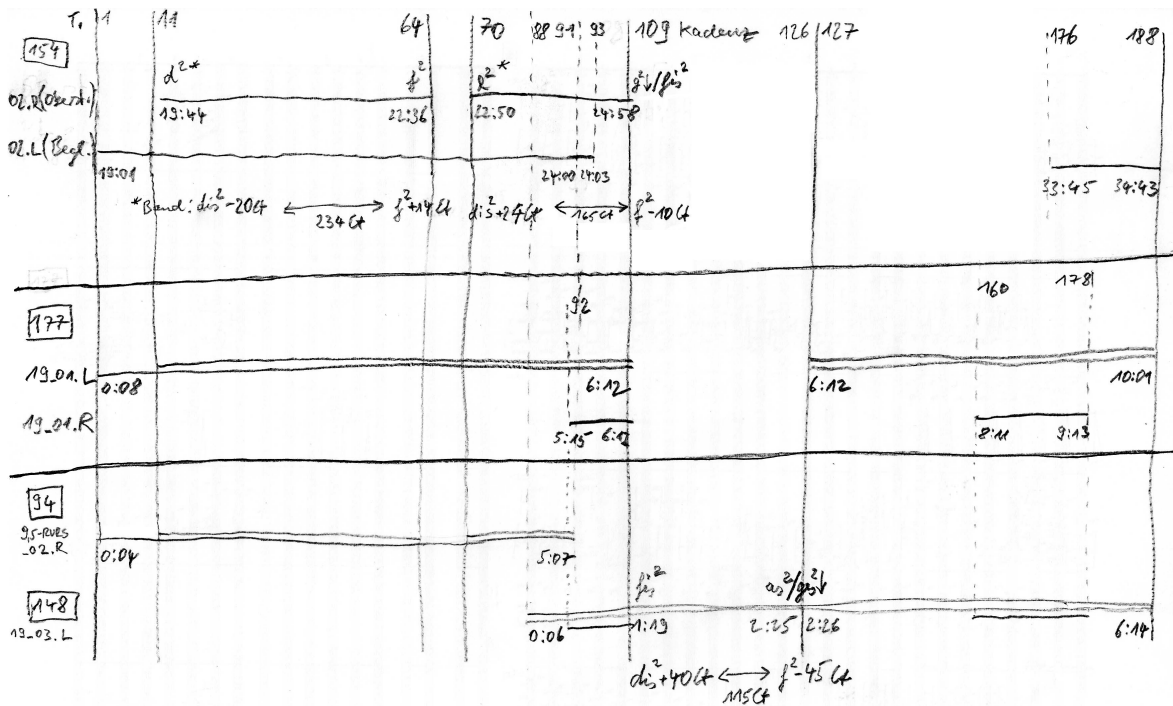 T. 1 11 64 70 88 91 93 109 Kadenz 126 127 176 188
154
d²* f² g²↓/fis²
02.R(Oberst.)
19:44 22:36 22:50 24:58
02.L(Begl.)
19:01 24:00 24:03 33:45 34:43
*Band: dis²-20Ct ⟷ f²+14Ct dis²+25Ct ⟷ f²-10Ct
234Ct 165Ct
92 160 178
177
19_01.L
0:08 6:12 6:12 10:01
19_01.R
5:15 6:12 8:11 9:13
94
9,5-RURS
_02.R
0:04 5:07
148
fis² as²/gis²↓
19_03.L
0:06 1:19 2:25 2:26 6:14
dis²+40Ct ⟷ f²-45Ct
115Ct